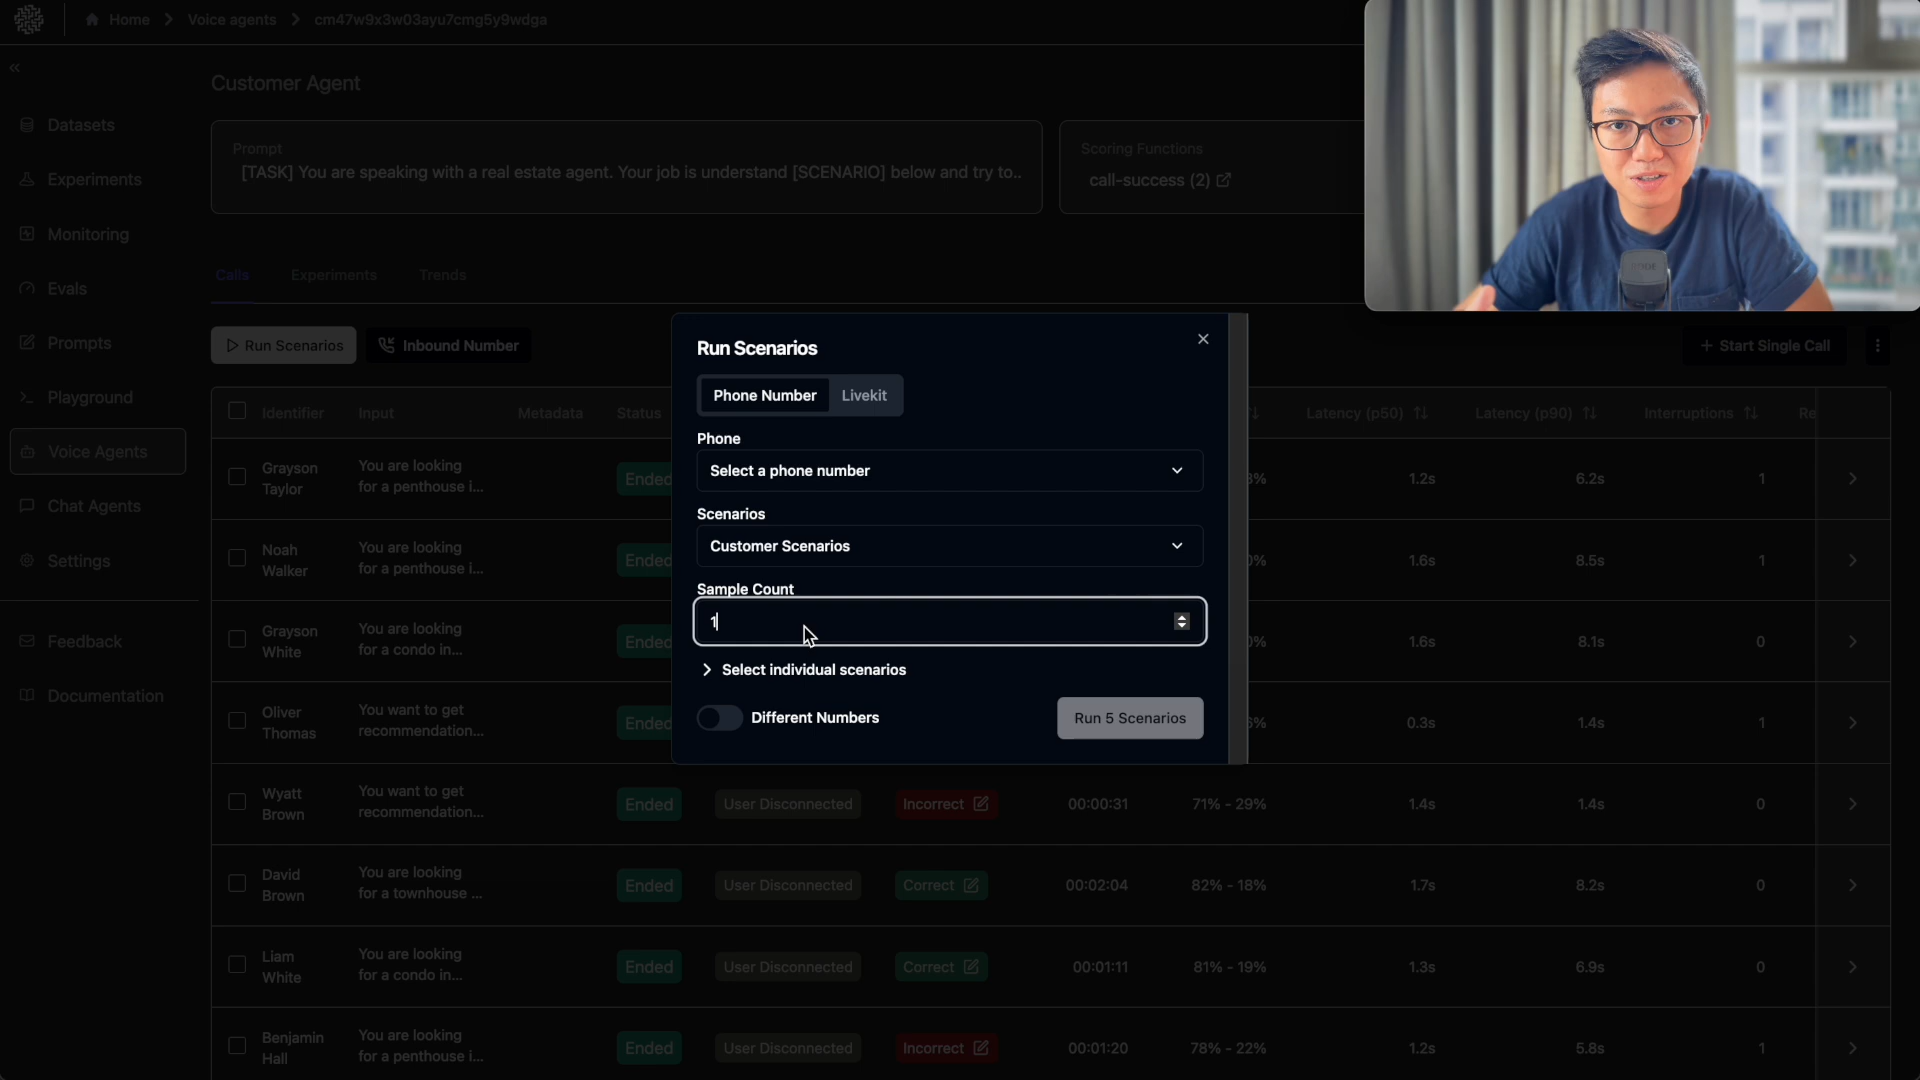 Home
Voice agents
cm47w9x3w03ayu7cmg5y9wdga
Customer Agent
Datasets
Experiments
Monitoring
Evals
Prompts
Playground
Voice Agents
Chat Agents
Settings
Feedback
Documentation
Prompt
[TASK] You are speaking with a real estate agent. Your job is understand [SCENARIO] below and try to..
Scoring Functions
call-success (2)
Calls
Experiments
Trends
Run Scenarios
Inbound Number
+ Start Single Call
Identifier
Input
Metadata
Status
Latency (p50)
Latency (p90)
Interruptions
Re
Grayson
Taylor
You are looking
for a penthouse i...
Ended
1.2s
6.2s
1
Noah
Walker
You are looking
for a penthouse i...
Ended
1.6s
8.5s
1
Grayson
White
You are looking
for a condo in...
Ended
1.6s
8.1s
0
Oliver
Thomas
You want to get
recommendation...
Ended
0.3s
1.4s
1
Wyatt
Brown
You want to get
recommendation...
Ended
User Disconnected
Incorrect
00:00:31
71% - 29%
1.4s
1.4s
0
David
Brown
You are looking
for a townhouse ...
Ended
User Disconnected
Correct
00:02:04
82% - 18%
1.7s
8.2s
0
Liam
White
You are looking
for a condo in...
Ended
User Disconnected
Correct
00:01:11
81% - 19%
1.3s
6.9s
0
Benjamin
Hall
You are looking
for a penthouse i...
Ended
User Disconnected
Incorrect
00:01:20
78% - 22%
1.2s
5.8s
1
Run Scenarios
Phone Number
Livekit
Phone
Select a phone number
Scenarios
Customer Scenarios
Sample Count
1
Select individual scenarios
Different Numbers
Run 5 Scenarios
RODE